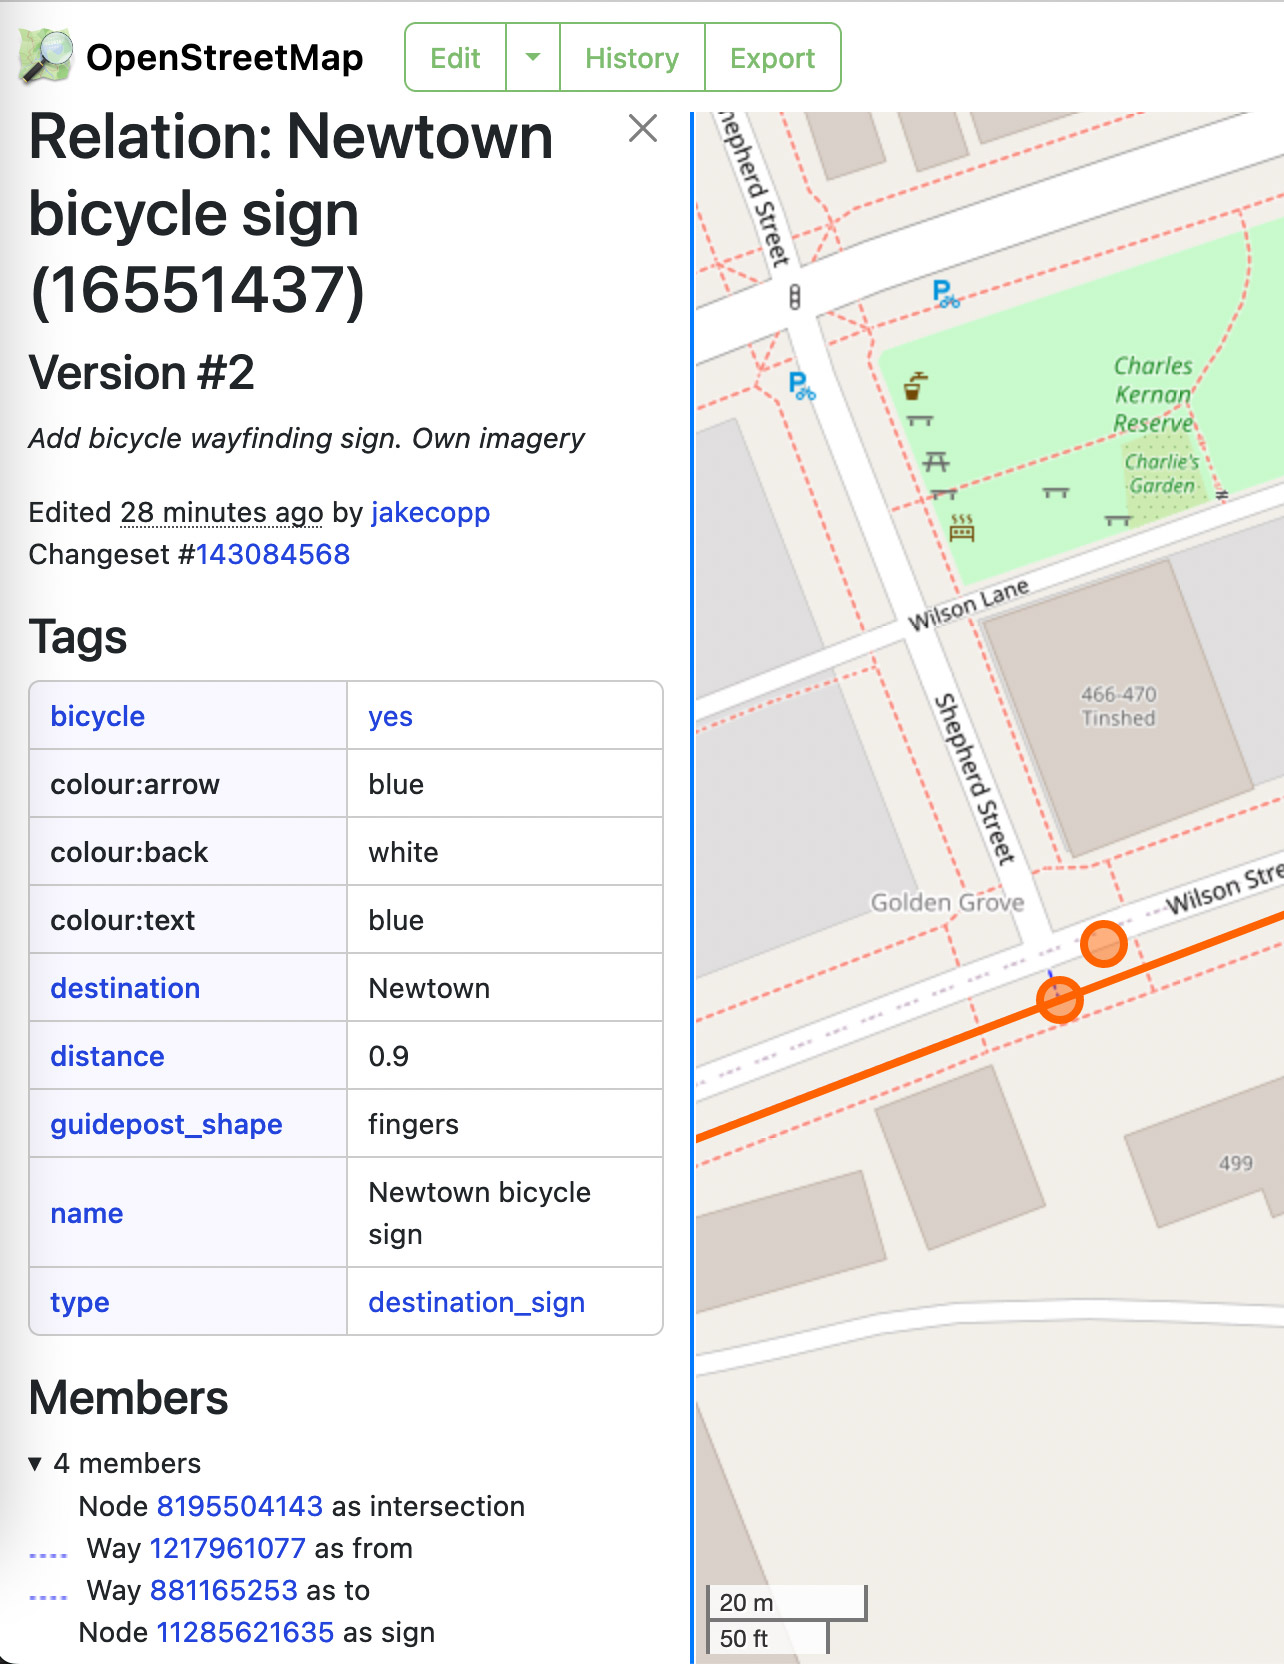 OpenStreetMap
Edit
History
Export
Relation: Newtown
bicycle sign
(16551437)
Version #2
Add bicycle wayfinding sign. Own imagery
Edited 28 minutes ago by jakecopp
Changeset #143084568
Tags
bicycle yes
colour:arrow blue
colour:back white
colour:text blue
destination Newtown
distance 0.9
guidepost_shape fingers
name Newtown bicycle
sign
type destination_sign
Members
▼ 4 members
Node 8195504143 as intersection
Way 1217961077 as from
Way 881165253 as to
Node 11285621635 as sign
hepherd Street
P
P
Charles
Kernan
Reserve
Charlie's
Garden
Wilson Lane
466-470
Tinshed
Shepherd Street
Golden Grove
Wilson Stre
499
20 m
50 ft